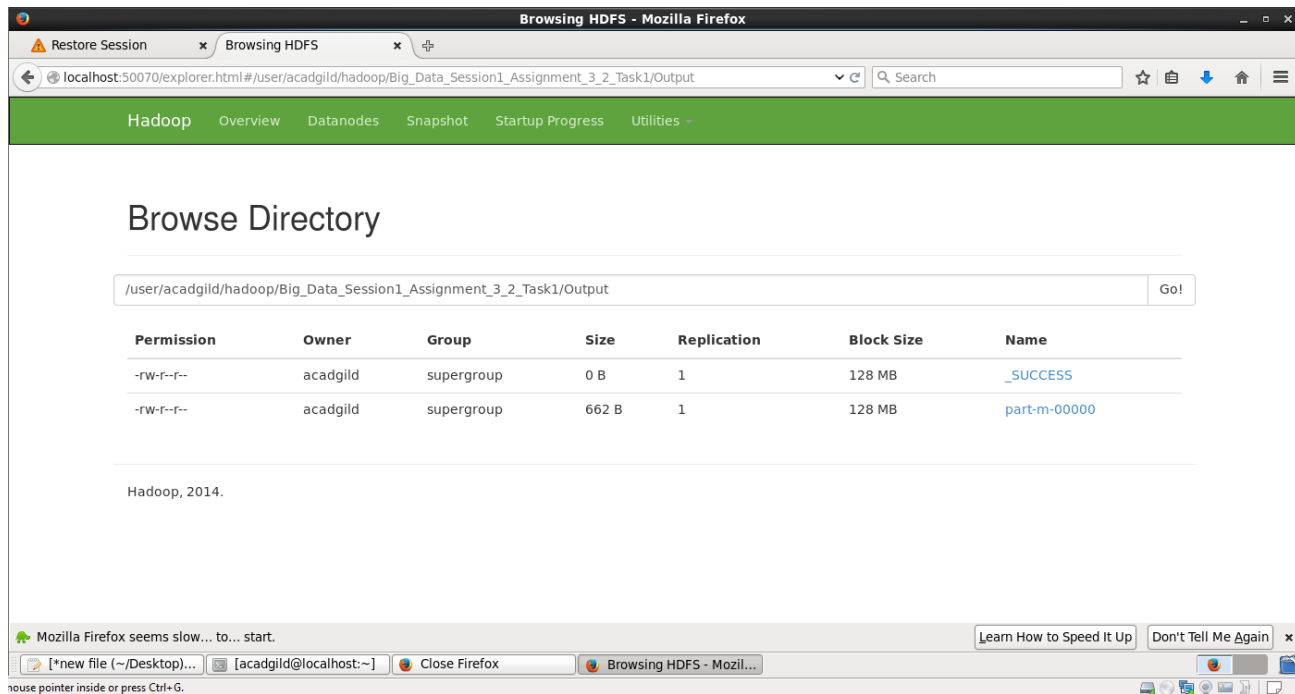 Browsing HDFS - Mozilla Firefox
Restore Session × Browsing HDFS ×
localhost:50070/explorer.html#/user/acadgild/hadoop/Big_Data_Session1_Assignment_3_2_Task1/Output Search
Hadoop Overview Datanodes Snapshot Startup Progress Utilities
Browse Directory
/user/acadgild/hadoop/Big_Data_Session1_Assignment_3_2_Task1/Output Go!
Permission Owner Group Size Replication Block Size Name
-rw-r--r-- acadgild supergroup 0 B 1 128 MB _SUCCESS
-rw-r--r-- acadgild supergroup 662 B 1 128 MB part-m-00000
Hadoop, 2014.
Mozilla Firefox seems slow... to... start. Learn How to Speed It Up Don't Tell Me Again ×
[*new file (~/Desktop)... [acadgild@localhost:~] Close Firefox Browsing HDFS - Mozil...
nouse pointer inside or press Ctrl+G.